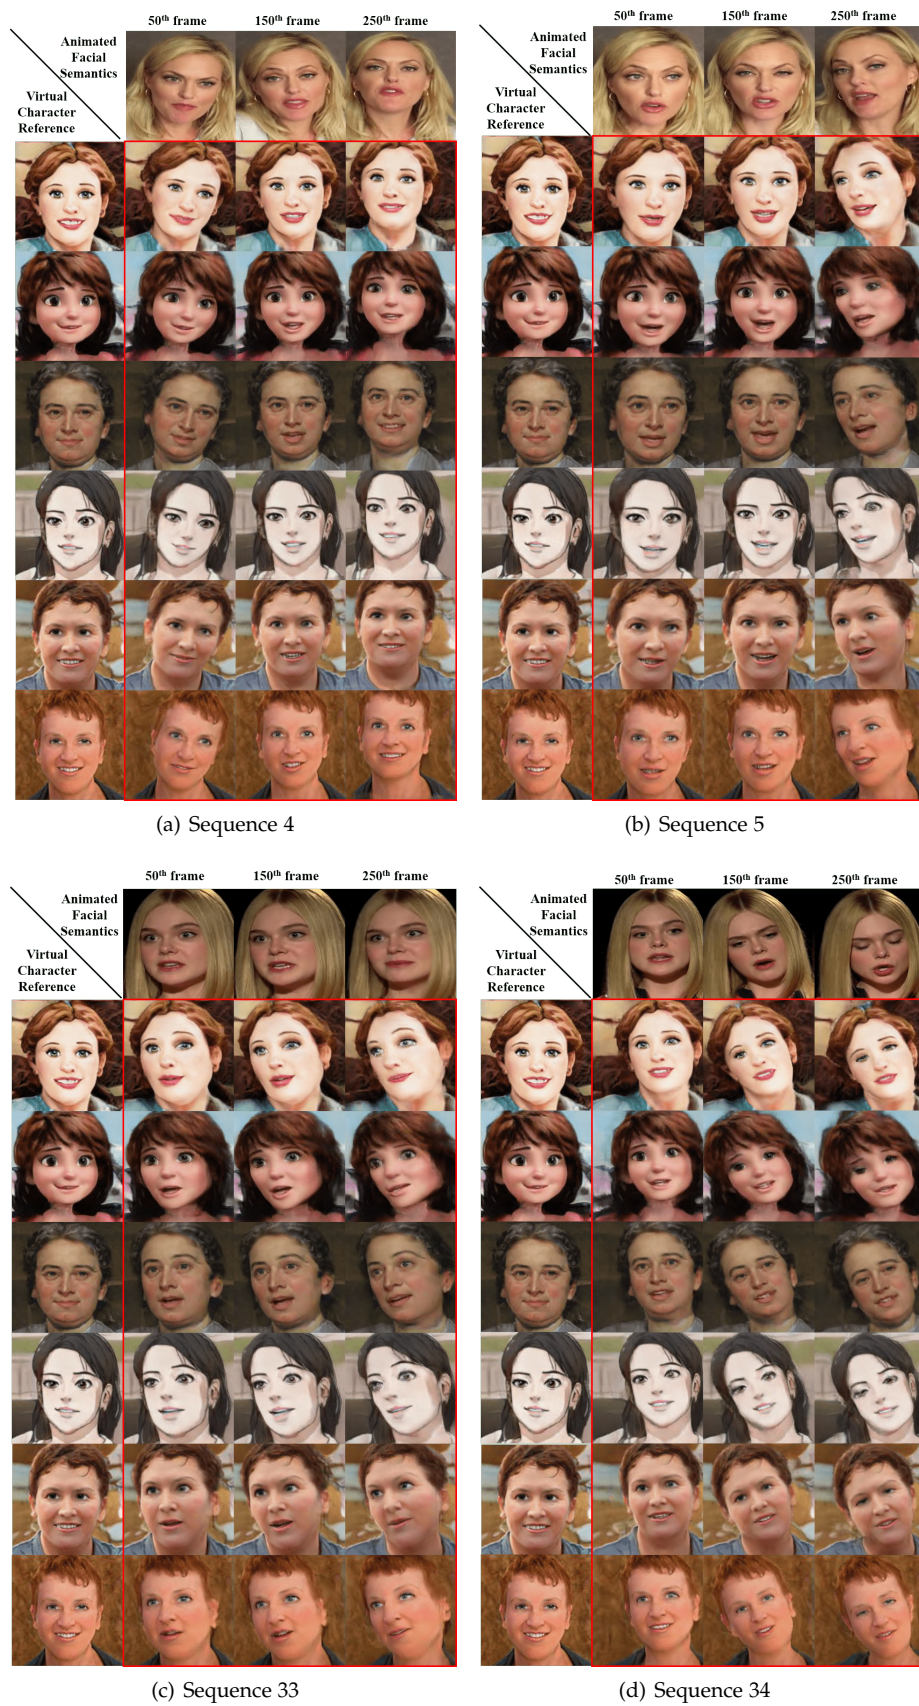 50th frame 150th frame 250th frame
Animated
Facial
Semantics
Virtual
Character
Reference
(a) Sequence 4
50th frame 150th frame 250th frame
Animated
Facial
Semantics
Virtual
Character
Reference
(b) Sequence 5
50th frame 150th frame 250th frame
Animated
Facial
Semantics
Virtual
Character
Reference
(c) Sequence 33
50th frame 150th frame 250th frame
Animated
Facial
Semantics
Virtual
Character
Reference
(d) Sequence 34